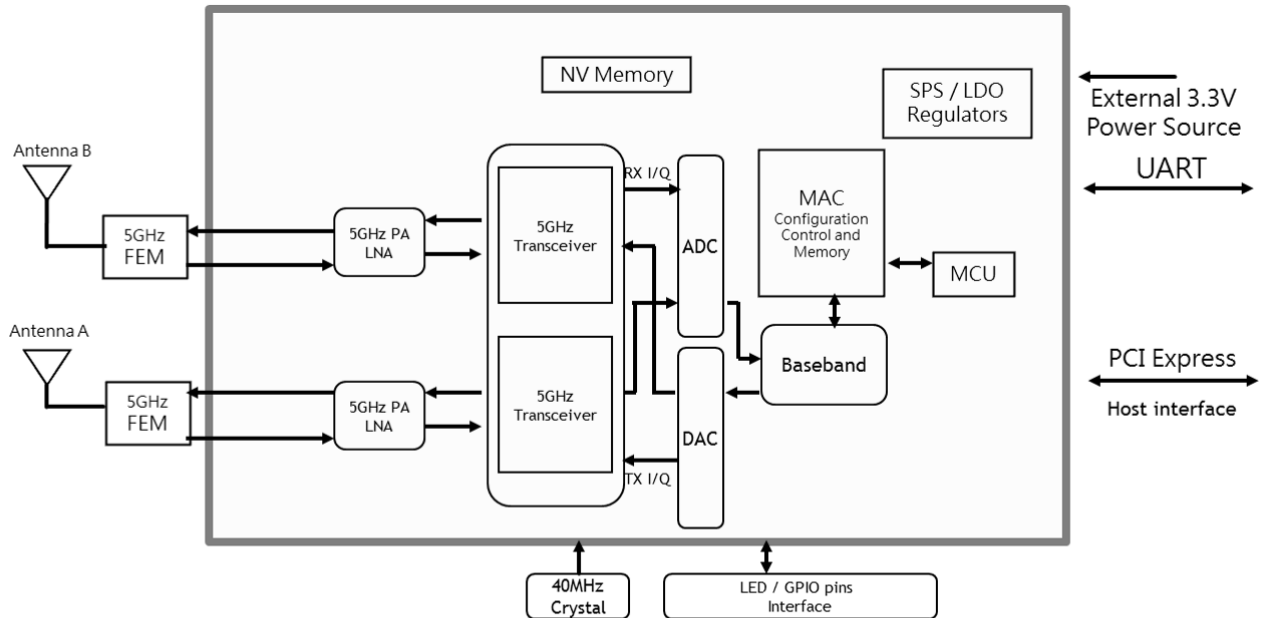 NV Memory
SPS / LDO
Regulators
External 3.3V
Power Source
UART
Antenna B
5GHz
FEM
5GHz PA
LNA
5GHz
Transceiver
RX I/Q
ADC
MAC
Configuration
Control and
Memory
MCU
Antenna A
5GHz
FEM
5GHz PA
LNA
5GHz
Transceiver
TX I/Q
DAC
Baseband
PCI Express
Host interface
40MHz
Crystal
LED / GPIO pins
Interface